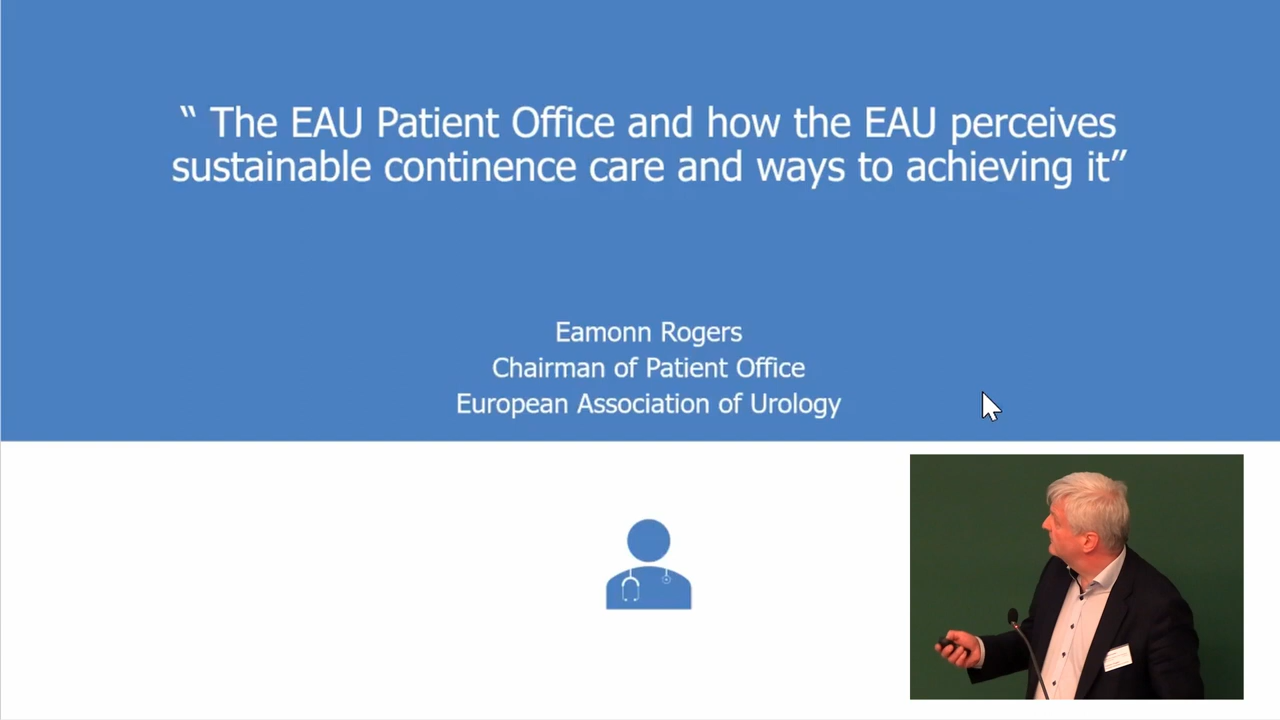 “ The EAU Patient Office and how the EAU perceives
sustainable continence care and ways to achieving it”
Eamonn Rogers
Chairman of Patient Office
European Association of Urology